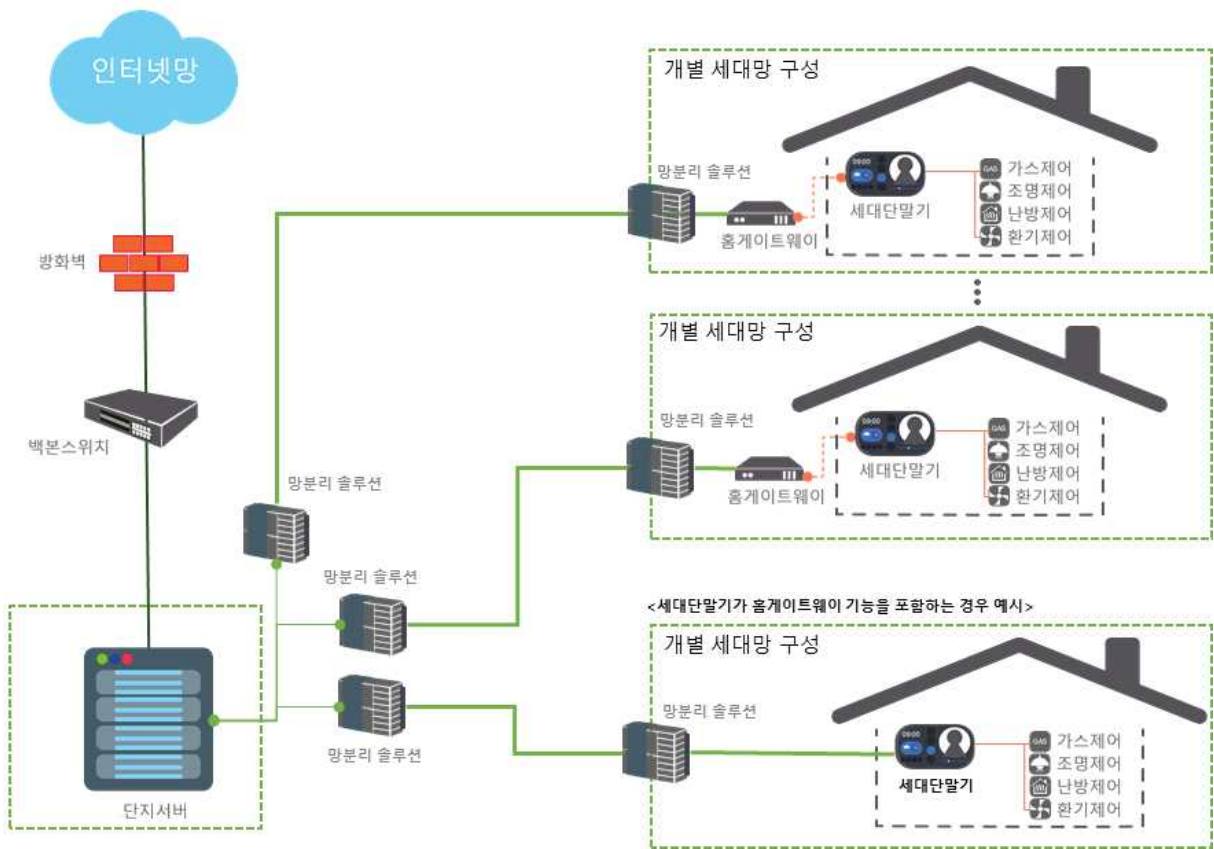 인터넷망
방화벽
백본스위치
단지서버
망분리 솔루션
망분리 솔루션
망분리 솔루션
개별 세대망 구성
망분리 솔루션
홈게이트웨이
09:00
세대단말기
GAS
가스제어
조명제어
난방제어
환기제어
개별 세대망 구성
망분리 솔루션
홈게이트웨이
09:00
세대단말기
GAS
가스제어
조명제어
난방제어
환기제어
<세대단말기가 홈게이트웨이 기능을 포함하는 경우 예시>
개별 세대망 구성
망분리 솔루션
09:00
세대단말기
GAS
가스제어
조명제어
난방제어
환기제어